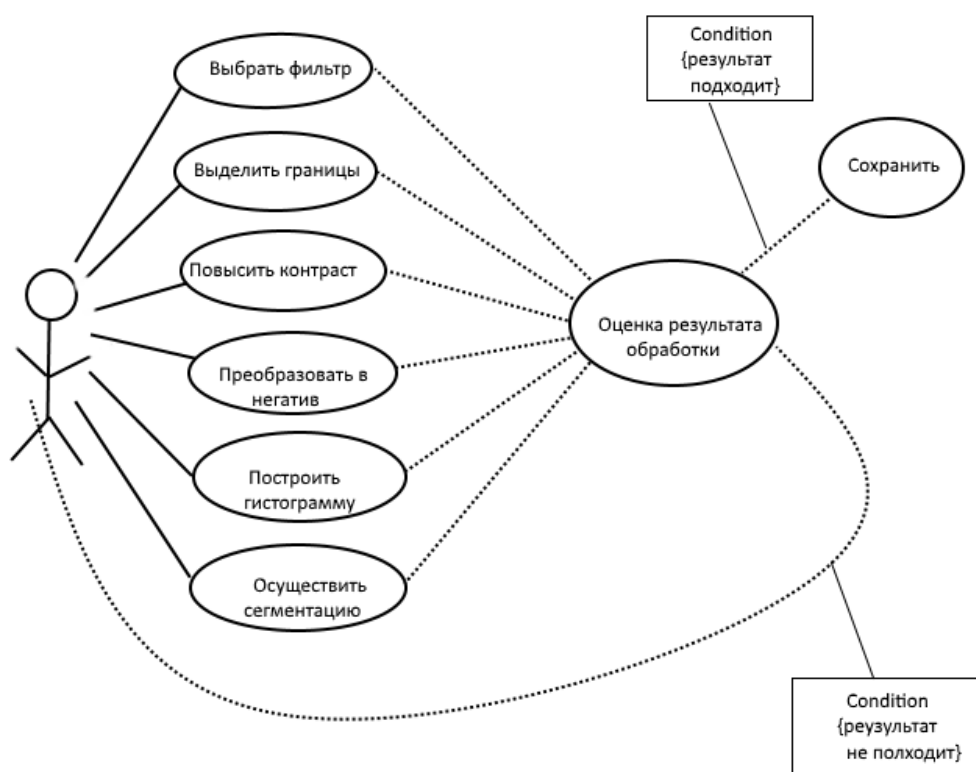 Condition
{результат
подходит}
Выбрать фильтр
Выделить границы
Сохранить
Повысить контраст
Оценка результата
обработки
Преобразовать в
негатив
Построить
гистограмму
Осуществить
сегментацию
Condition
{реузультат
не полходит}